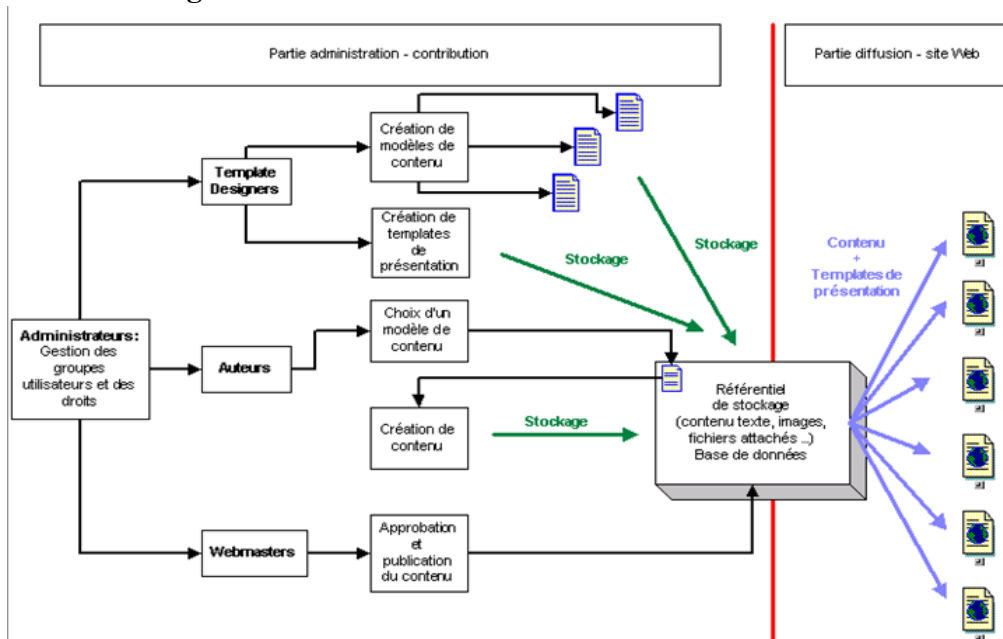 Partie administration - contribution
Partie diffusion - site Web
Création de
modèles de
contenu
Template
Designers
Création de
templates
de
présentation
Stockage
Stockage
Contenu
+
Templates de
présentation
Administrateurs:
Gestion des
groupes
utilisateurs et des
droits
Auteurs
Choix d'un
modèle de
contenu
Création de
contenu
Stockage
Référentiel
de stockage
(contenu texte, images,
fichiers attachés ...)
Base de données
Webmasters
Approbation
et
publication
du contenu